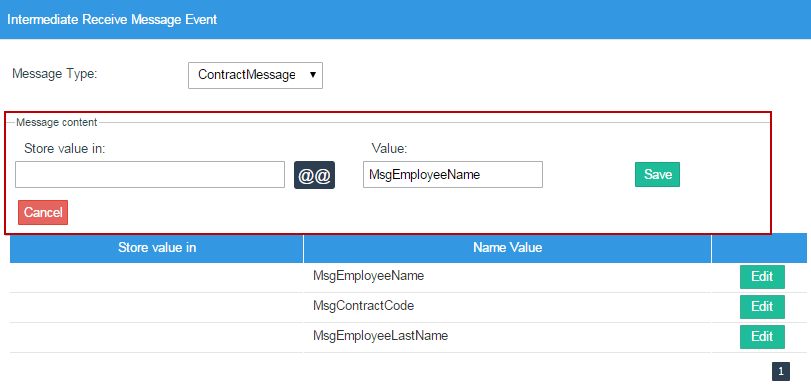 Intermediate Receive Message Event
Message Type: ContractMessage
Message content
Store value in: Value:
@@ MsgEmployeeName Save
Cancel
Store value in Name Value
MsgEmployeeName Edit
MsgContractCode Edit
MsgEmployeeLastName Edit
1